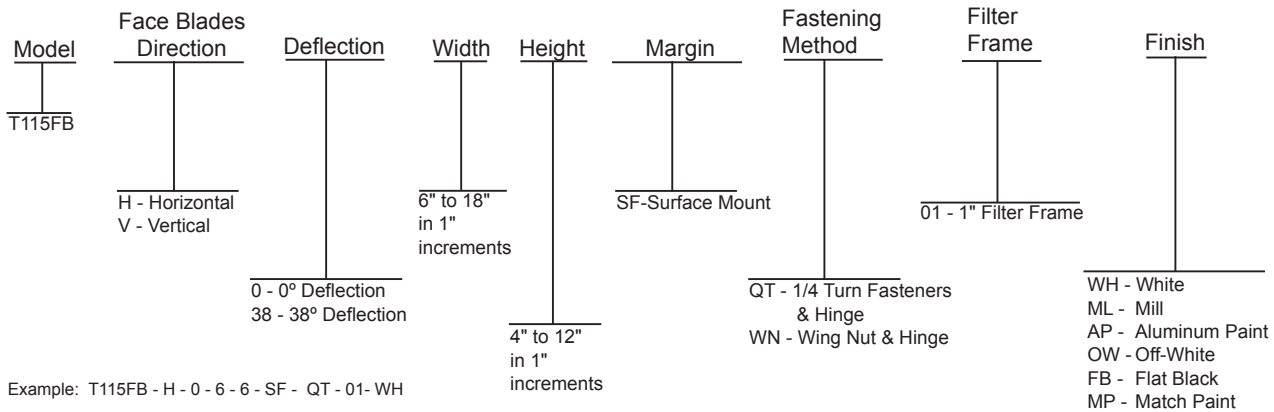 Model
Face Blades
Direction
Deflection
Width
Height
Margin
Fastening
Method
Filter
Frame
Finish
T115FB
H - Horizontal
V - Vertical
0 - 0º Deflection
38 - 38º Deflection
6" to 18"
in 1"
increments
4" to 12"
in 1"
increments
SF-Surface Mount
QT - 1/4 Turn Fasteners
& Hinge
WN - Wing Nut & Hinge
01 - 1" Filter Frame
WH - White
ML - Mill
AP - Aluminum Paint
OW - Off-White
FB - Flat Black
MP - Match Paint
Example: T115FB - H - 0 - 6 - 6 - SF - QT - 01- WH